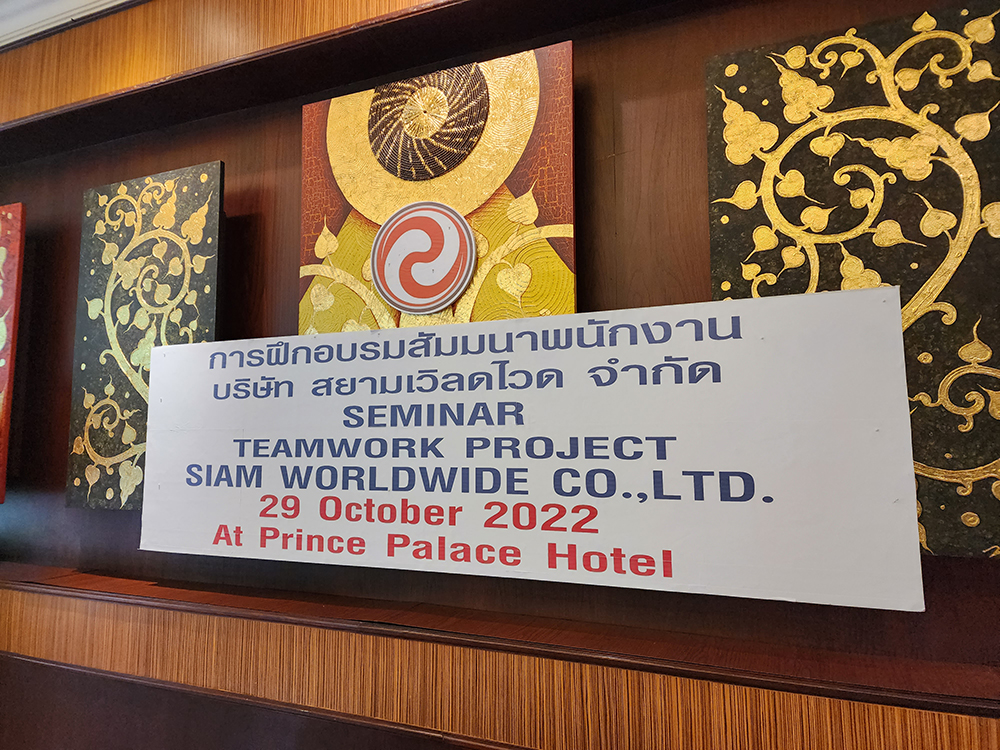 การฝึกอบรมสัมมนาพนักงาน
บริษัท สยามเวิลดไวด จำกัด
SEMINAR
TEAMWORK PROJECT
SIAM WORLDWIDE CO.,LTD.
29 October 2022
At Prince Palace Hotel